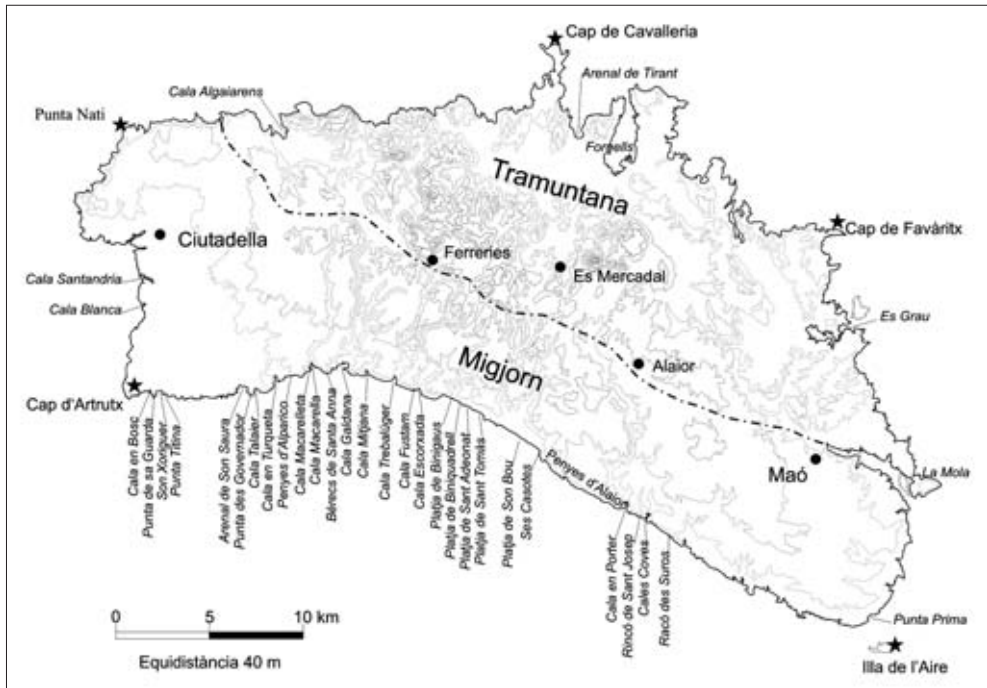 Cap de Cavalleria
Arenal de Tirant
Cala Algaiarens
Punta Nati
Fornells
Tramuntana
Cap de Favàritx
Ciutadella
Ferreries
Es Mercadal
Cala Santandria
Cala Blanca
Es Grau
Migjorn
Alaior
Cap d'Artrutx
Maó
La Mola
Cala en Bosc
Punta de sa Guarda
Son Xoriguer
Punta Titina
Arenal de Son Saura
Punta des Governador
Cala Talaier
Cala en Turqueta
Penyes d'Alparico
Cala Macarelleta
Cala Macarella
Bèrecs de Santa Anna
Cala Galdana
Cala Mitjana
Cala Trebalúger
Cala Fustam
Cala Escorxada
Platja de Binigaus
Platja de Biniquadrell
Platja de Sant Adeonat
Platja de Sant Tomàs
Platja de Son Bou
Ses Casotes
Penyes d'Alaior
Cala en Porter
Rincó de Sant Josep
Cales Coves
Racó des Suros
Punta Prima
Illa de l'Aire
0 5 10 km
Equidistància 40 m